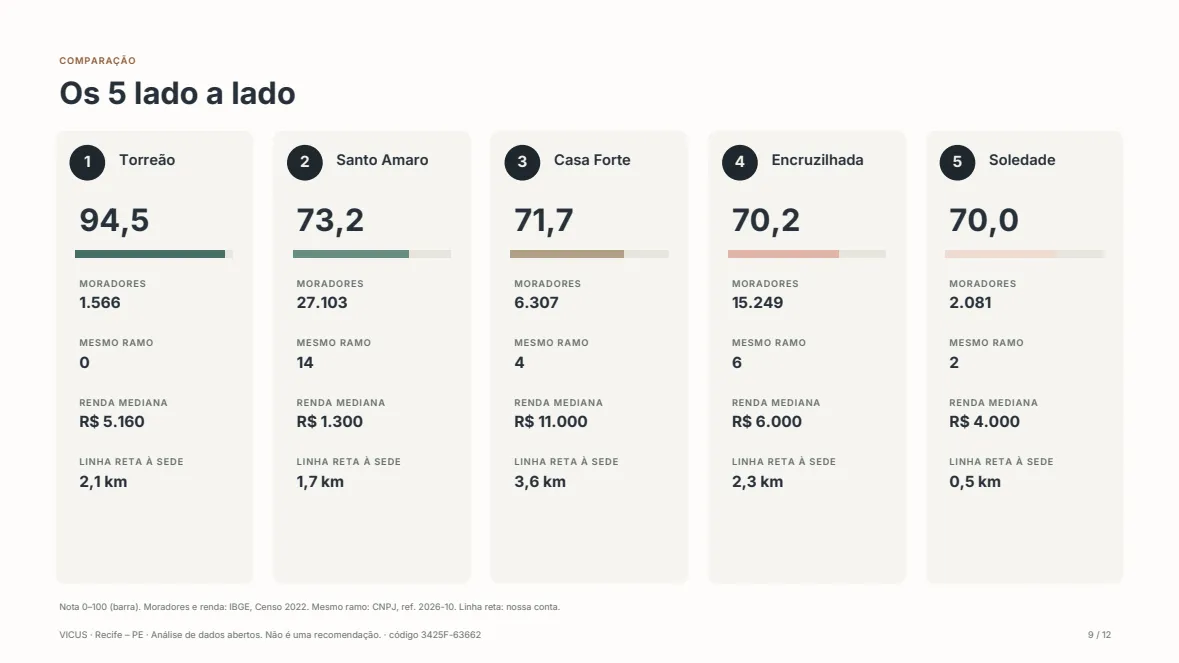 COMPARAÇÃO
Os 5 lado a lado
1 Torreão
94,5
MORADORES
1.566
MESMO RAMO
0
RENDA MEDIANA
R$ 5.160
LINHA RETA À SEDE
2,1 km
2 Santo Amaro
73,2
MORADORES
27.103
MESMO RAMO
14
RENDA MEDIANA
R$ 1.300
LINHA RETA À SEDE
1,7 km
3 Casa Forte
71,7
MORADORES
6.307
MESMO RAMO
4
RENDA MEDIANA
R$ 11.000
LINHA RETA À SEDE
3,6 km
4 Encruzilhada
70,2
MORADORES
15.249
MESMO RAMO
6
RENDA MEDIANA
R$ 6.000
LINHA RETA À SEDE
2,3 km
5 Soledade
70,0
MORADORES
2.081
MESMO RAMO
2
RENDA MEDIANA
R$ 4.000
LINHA RETA À SEDE
0,5 km
Nota 0–100 (barra). Moradores e renda: IBGE, Censo 2022. Mesmo ramo: CNPJ, ref. 2026-10. Linha reta: nossa conta.
VICUS · Recife – PE · Análise de dados abertos. Não é uma recomendação. · código 3425F-63662
9 / 12